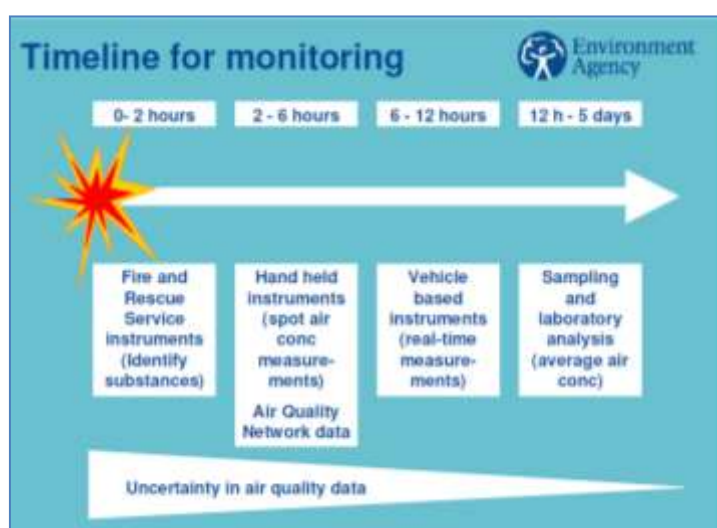 Timeline for monitoring
Environment
Agency
0- 2 hours
2 - 6 hours
6 - 12 hours
12 h - 5 days
Fire and
Rescue
Service
instruments
(Identify
substances)
Hand held
instruments
(spot air
conc
measure-
ments)
Air Quality
Network data
Vehicle
based
instruments
(real-time
measure-
ments)
Sampling
and
laboratory
analysis
(average air
conc)
Uncertainty in air quality data